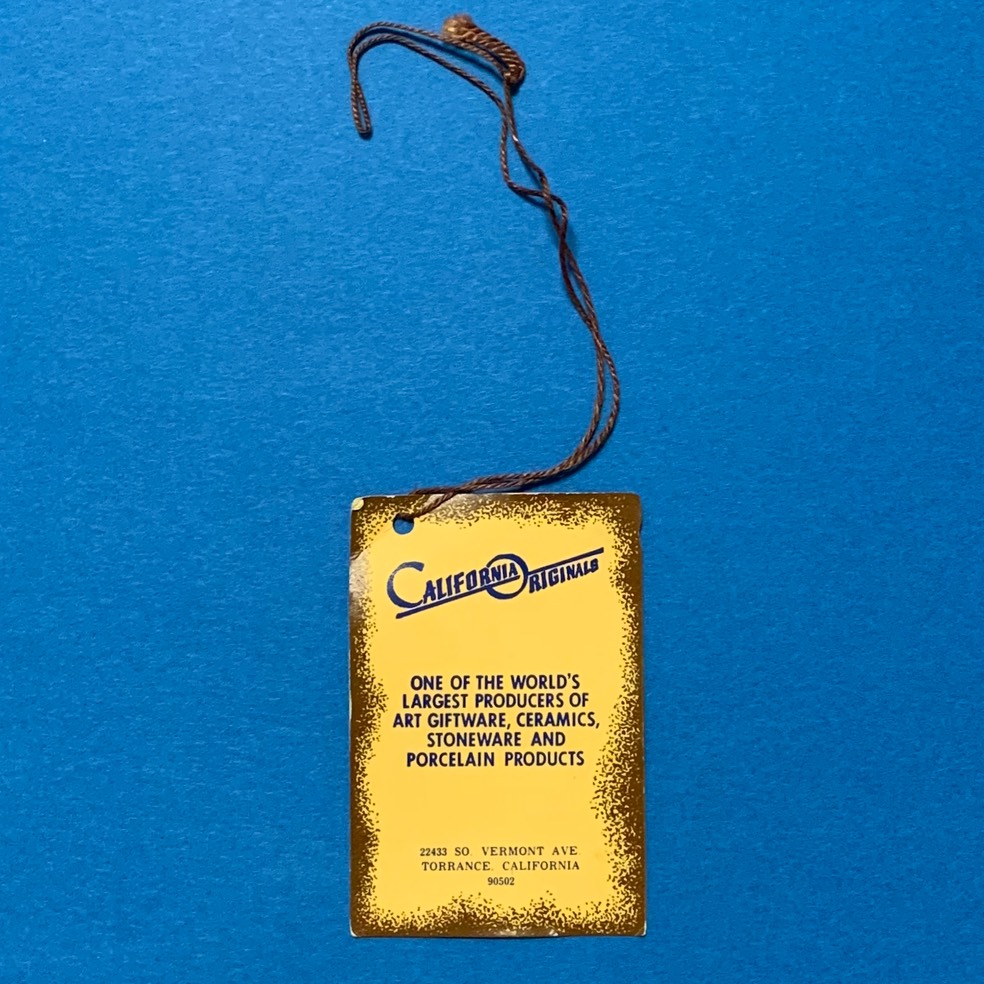 CALIFORNIA ORIGINALS
ONE OF THE WORLD'S
LARGEST PRODUCERS OF
ART GIFTWARE, CERAMICS,
STONEWARE AND
PORCELAIN PRODUCTS
22433 SO. VERMONT AVE.
TORRANCE, CALIFORNIA
90502